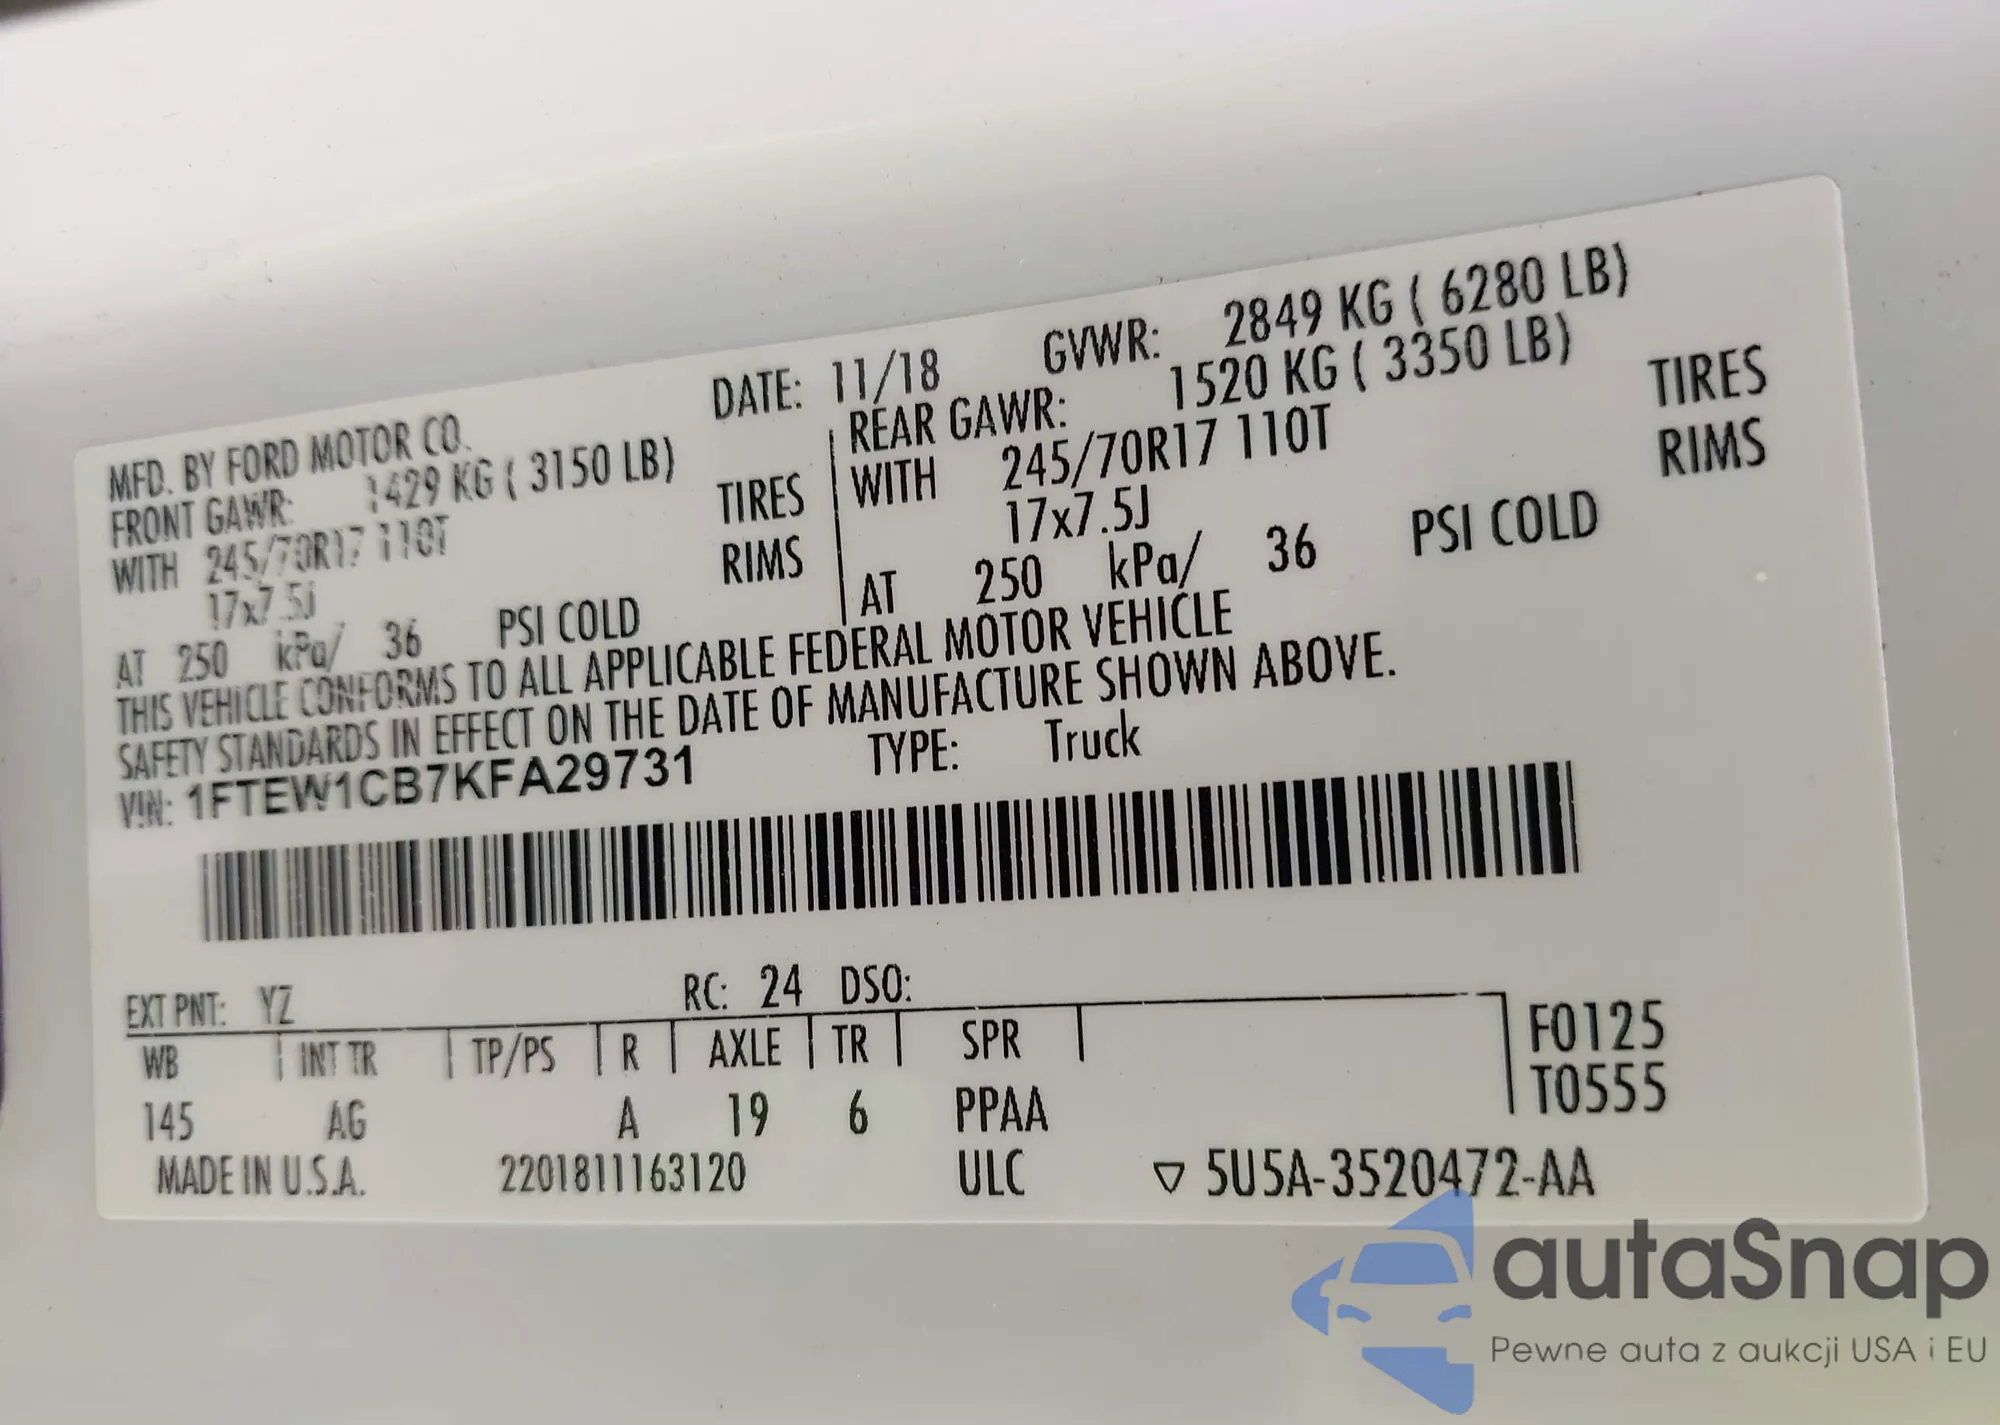 DATE: 11/18 GVWR: 2849 KG ( 6280 LB)
MFD. BY FORD MOTOR CO.
FRONT GAWR: 1429 KG ( 3150 LB)
WITH 245/70R17 110T TIRES
17x7.5J RIMS
AT 250 kPa/ 36 PSI COLD
REAR GAWR: 1520 KG ( 3350 LB)
WITH 245/70R17 110T TIRES
17x7.5J RIMS
AT 250 kPa/ 36 PSI COLD
THIS VEHICLE CONFORMS TO ALL APPLICABLE FEDERAL MOTOR VEHICLE
SAFETY STANDARDS IN EFFECT ON THE DATE OF MANUFACTURE SHOWN ABOVE.
VIN: 1FTEW1CB7KFA29731 TYPE: Truck
EXT PNT: YZ RC: 24 DSO:
WB INT TR TP/PS R AXLE TR SPR
145 AG A 19 6 PPAA
F0125
T0555
MADE IN U.S.A. 2201811163120 ULC ▽ 5U5A-3520472-AA
autaSnap
Pewne auta z aukcji USA i EU